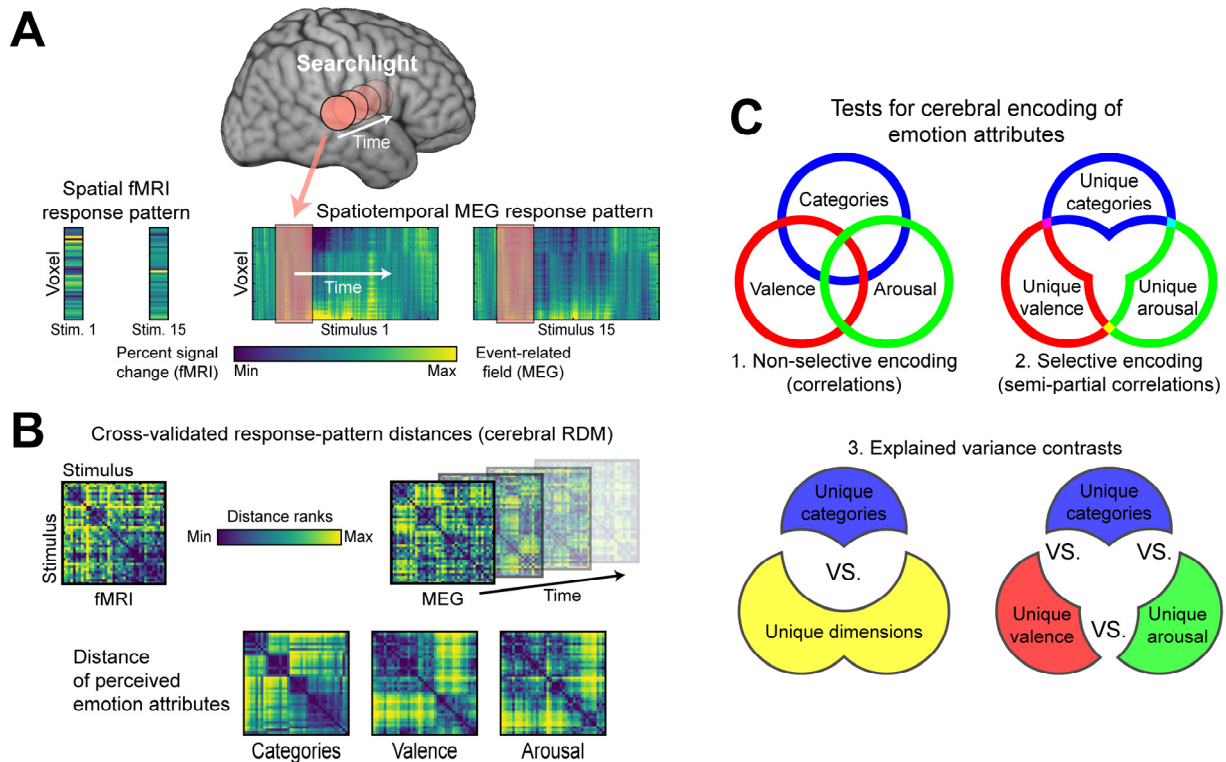 A
Searchlight
Time
Spatial fMRI
response pattern
Voxel
Stim. 1
Stim. 15
Spatiotemporal MEG response pattern
Voxel
Time
Stimulus 1
Stimulus 15
Percent signal
change (fMRI)
Min
Max
Event-related
field (MEG)
B
Cross-validated response-pattern distances (cerebral RDM)
Stimulus
Stimulus
fMRI
Distance ranks
Min
Max
MEG
Time
Distance
of perceived
emotion attributes
Categories
Valence
Arousal
C
Tests for cerebral encoding of
emotion attributes
Categories
Valence
Arousal
1. Non-selective encoding
(correlations)
Unique
categories
Unique
valence
Unique
arousal
2. Selective encoding
(semi-partial correlations)
3. Explained variance contrasts
Unique
categories
VS.
Unique dimensions
Unique
categories
VS.
VS.
Unique
valence
VS.
Unique
arousal